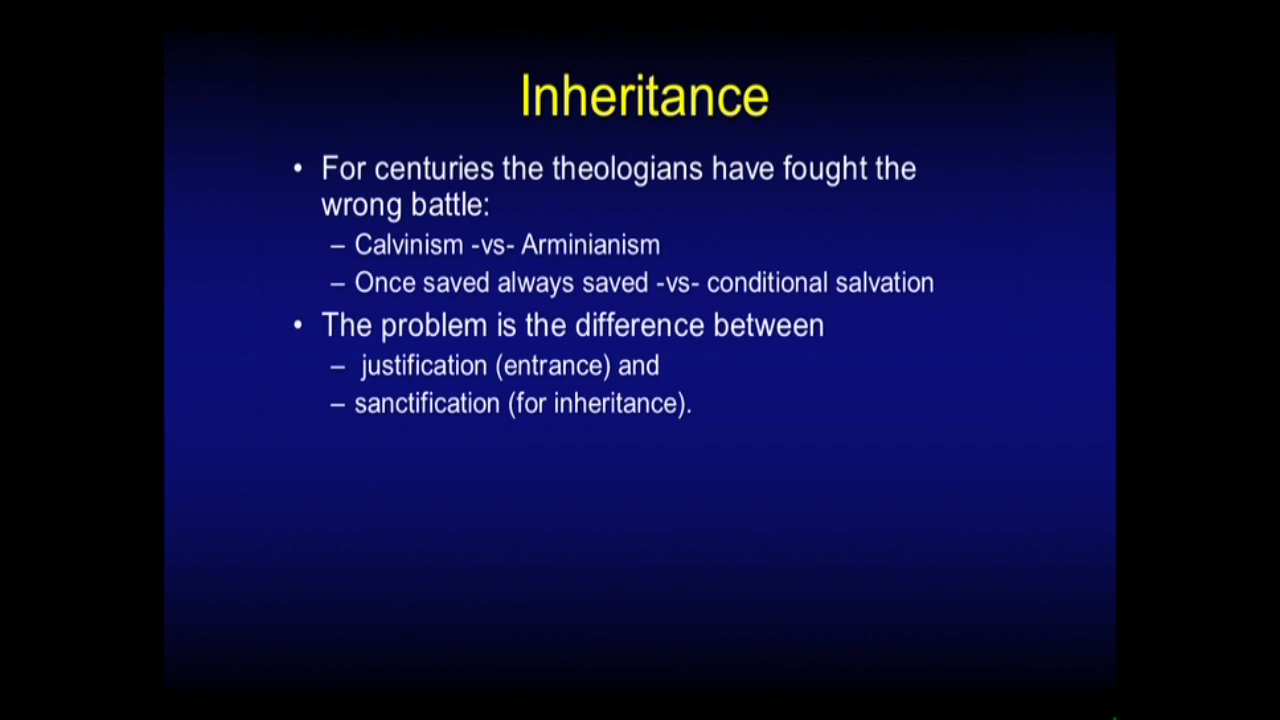 Inheritance
• For centuries the theologians have fought the
wrong battle:
– Calvinism -vs- Arminianism
– Once saved always saved -vs- conditional salvation
• The problem is the difference between
– justification (entrance) and
– sanctification (for inheritance).